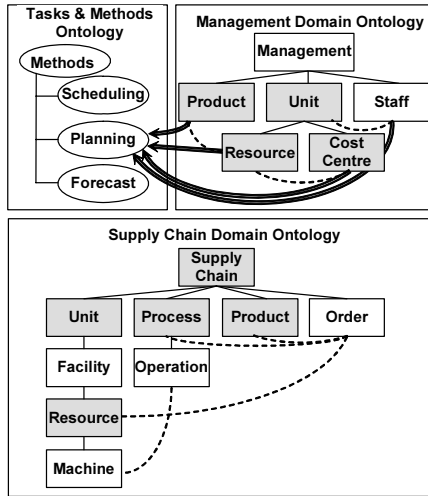 Tasks & Methods
Ontology
Methods
Scheduling
Planning
Forecast
Management Domain Ontology
Management
Product
Unit
Staff
Resource
Cost
Centre
Supply Chain Domain Ontology
Supply
Chain
Unit
Process
Product
Order
Facility
Operation
Resource
Machine